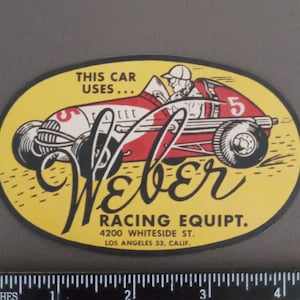 THIS CAR
USES...
5
5
Weber
RACING EQUIPT.
4200 WHITESIDE ST.
LOS ANGELES 33, CALIF.
HES 1 2 3 4